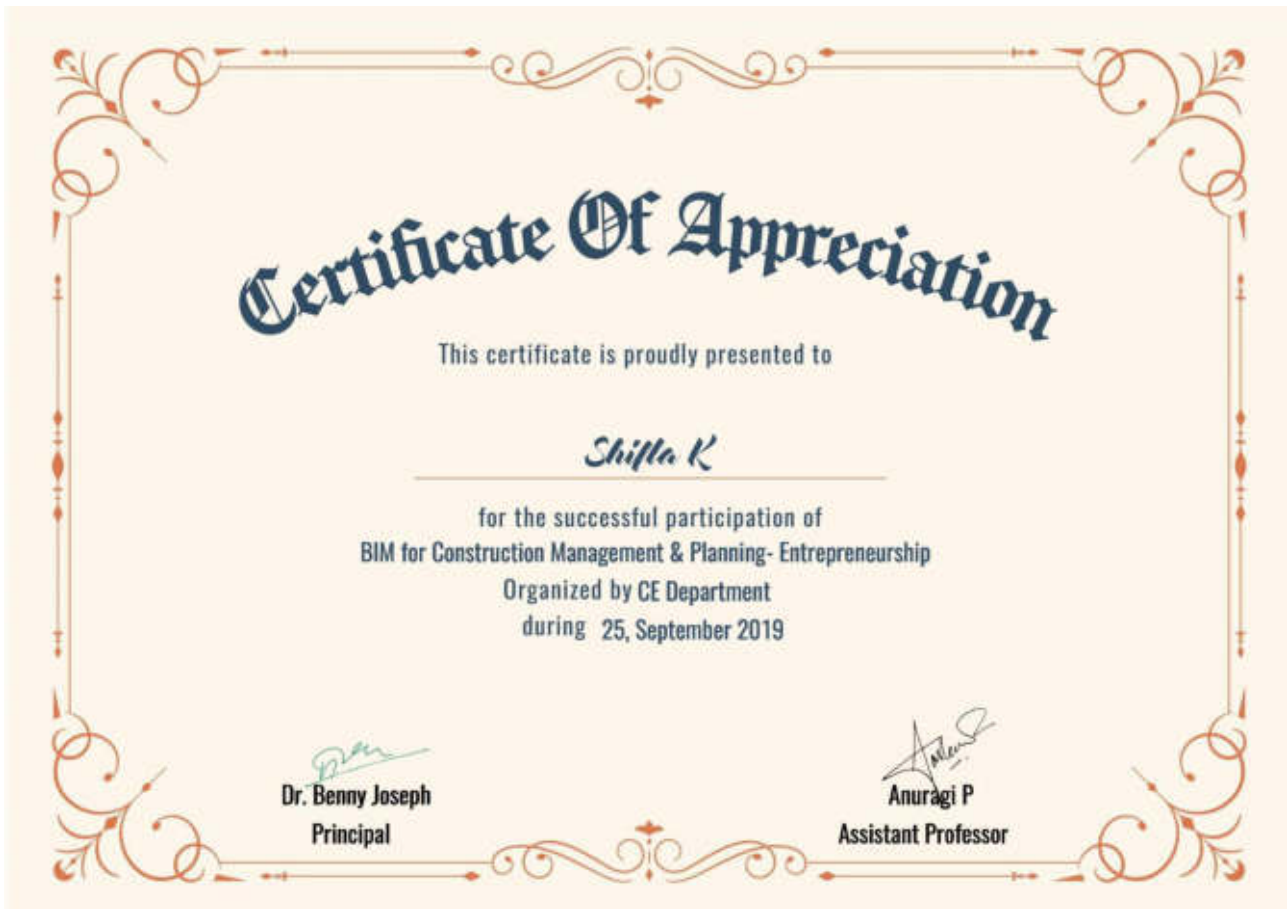 Certificate Of Appreciation
This certificate is proudly presented to
Shifla K
for the successful participation of
BIM for Construction Management & Planning- Entrepreneurship
Organized by CE Department
during 25, September 2019
Dr. Benny Joseph
Principal
Anuragi P
Assistant Professor